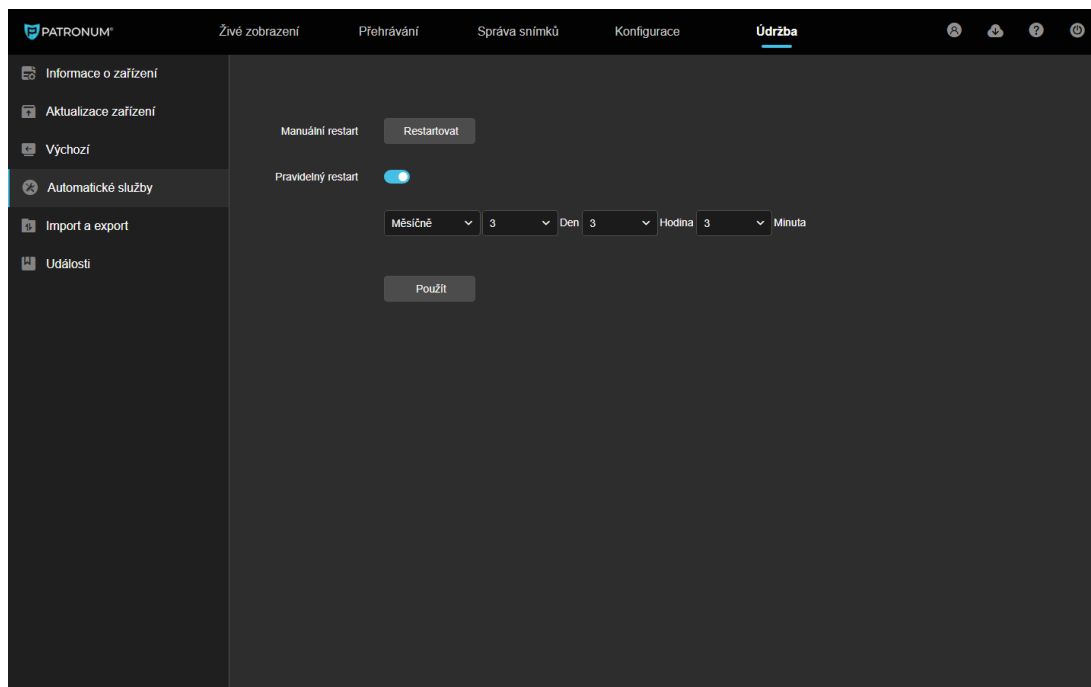 PATRONUM® Živé zobrazení Přehrávání Správa snímků Konfigurace Údržba
Informace o zařízení
Aktualizace zařízení
Výchozí
Automatické služby
Import a export
Události
Manuální restart Restartovat
Pravidelný restart
Měsíčně 3 Den 3 Hodina 3 Minuta
Použít